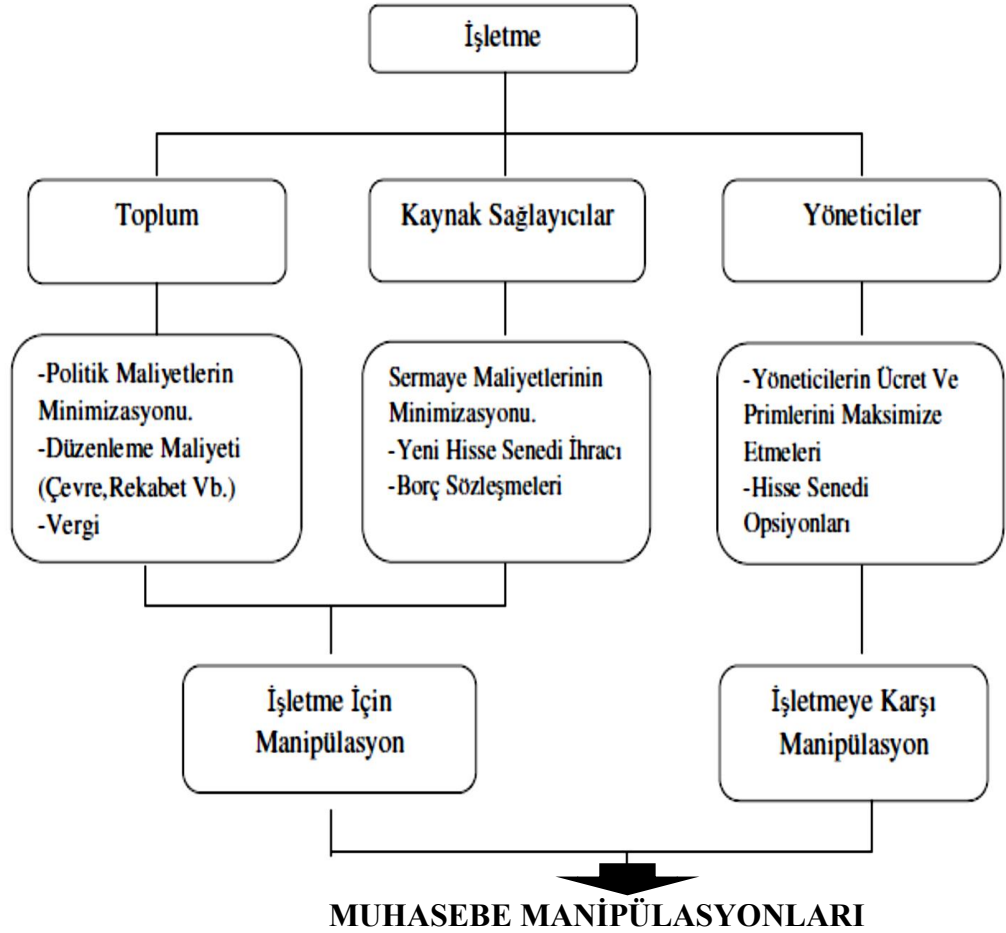 İşletme
Toplum
Kaynak Sağlayıcılar
Yöneticiler
-Politik Maliyetlerin
Minimizasyonu.
-Düzenleme Maliyeti
(Çevre,Rekabet Vb.)
-Vergi
Sermaye Maliyetlerinin
Minimizasyonu.
-Yeni Hisse Senedi İhracı
-Borç Sözleşmeleri
-Yöneticilerin Ücret Ve
Primlerini Maksimize
Etmeleri
-Hisse Senedi
Opsiyonları
İşletme İçin
Manipülasyon
İşletmeye Karşı
Manipülasyon
MUHASEBE MANİPÜLASYONLARI